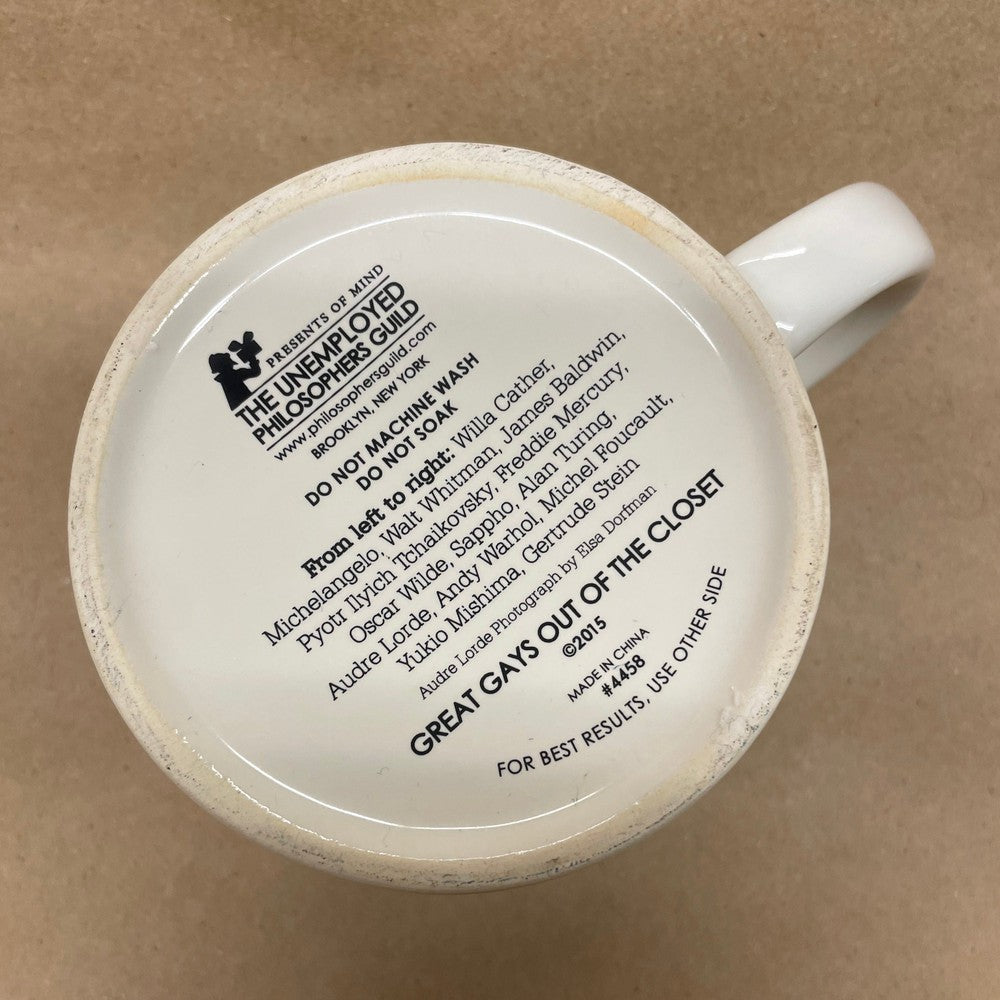 PRESENTS OF MIND
THE UNEMPLOYED
PHILOSOPHERS GUILD
www.philosophersguild.com
BROOKLYN, NEW YORK
DO NOT MACHINE WASH
DO NOT SOAK
From left to right: Willa Cather,
Michelangelo, Walt Whitman, James Baldwin,
Pyotr Ilyich Tchaikovsky, Freddie Mercury,
Oscar Wilde, Sappho, Alan Turing,
Audre Lorde, Andy Warhol, Michel Foucault,
Yukio Mishima, Gertrude Stein
Audre Lorde Photograph by Elsa Dorfman
GREAT GAYS OUT OF THE CLOSET
©2015
MADE IN CHINA
#4458
FOR BEST RESULTS, USE OTHER SIDE